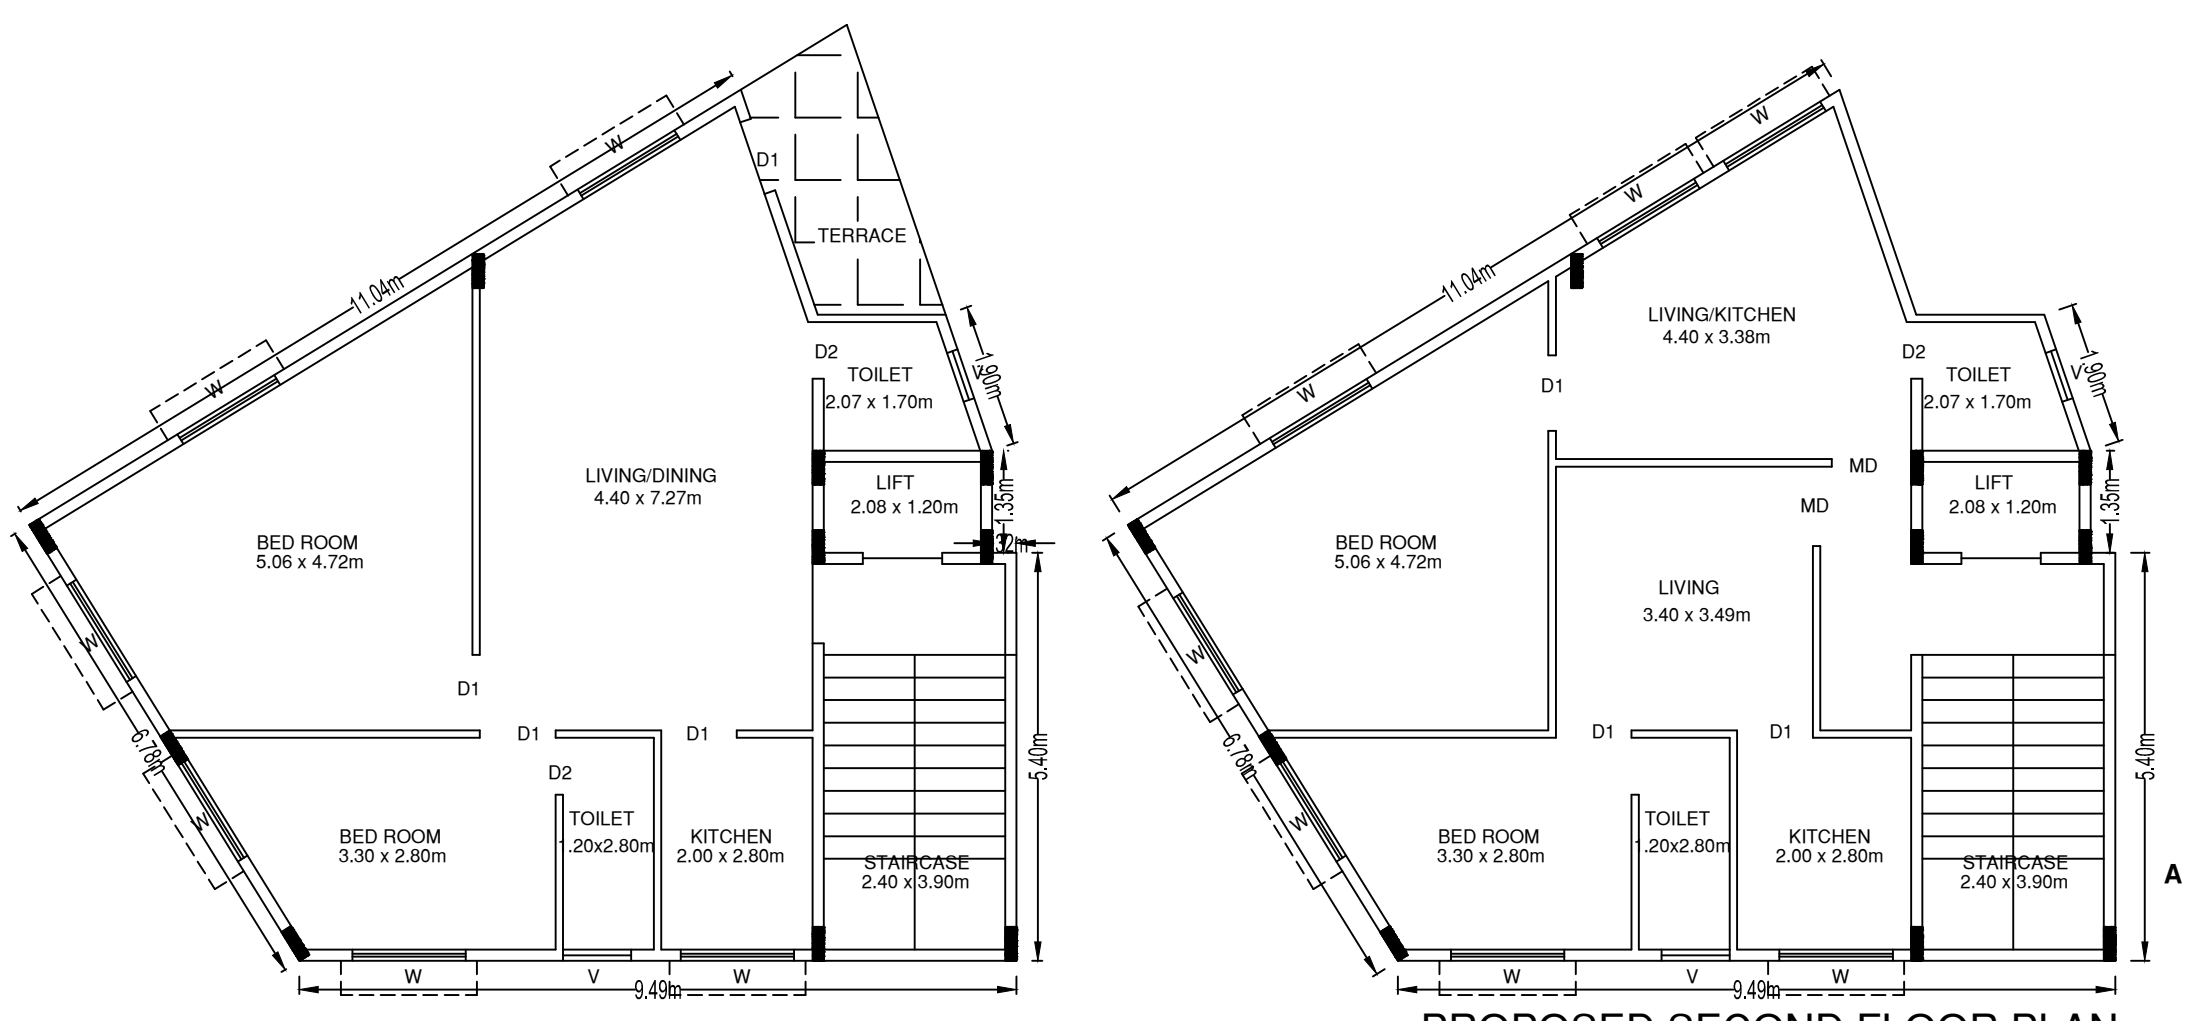 W
D1
TERRACE
11.04m
D2
TOILET
2.07 x 1.70m
V
1.90m
W
LIVING/DINING
4.40 x 7.27m
LIFT
2.08 x 1.20m
1.35m
BED ROOM
5.06 x 4.72m
W
D1
D1
D1
6.78m
D2
W
TOILET
1.20x2.80m
BED ROOM
3.30 x 2.80m
KITCHEN
2.00 x 2.80m
STAIRCASE
2.40 x 3.90m
5.40m
W
V
W
9.49m
W
W
11.04m
LIVING/KITCHEN
4.40 x 3.38m
D2
TOILET
2.07 x 1.70m
V
1.90m
W
D1
MD
MD
LIFT
2.08 x 1.20m
1.35m
BED ROOM
5.06 x 4.72m
LIVING
3.40 x 3.49m
W
D1
D1
6.78m
W
TOILET
1.20x2.80m
BED ROOM
3.30 x 2.80m
KITCHEN
2.00 x 2.80m
STAIRCASE
2.40 x 3.90m
5.40m
A
W
V
W
9.49m
PROPOSED SECOND FLOOR PLAN